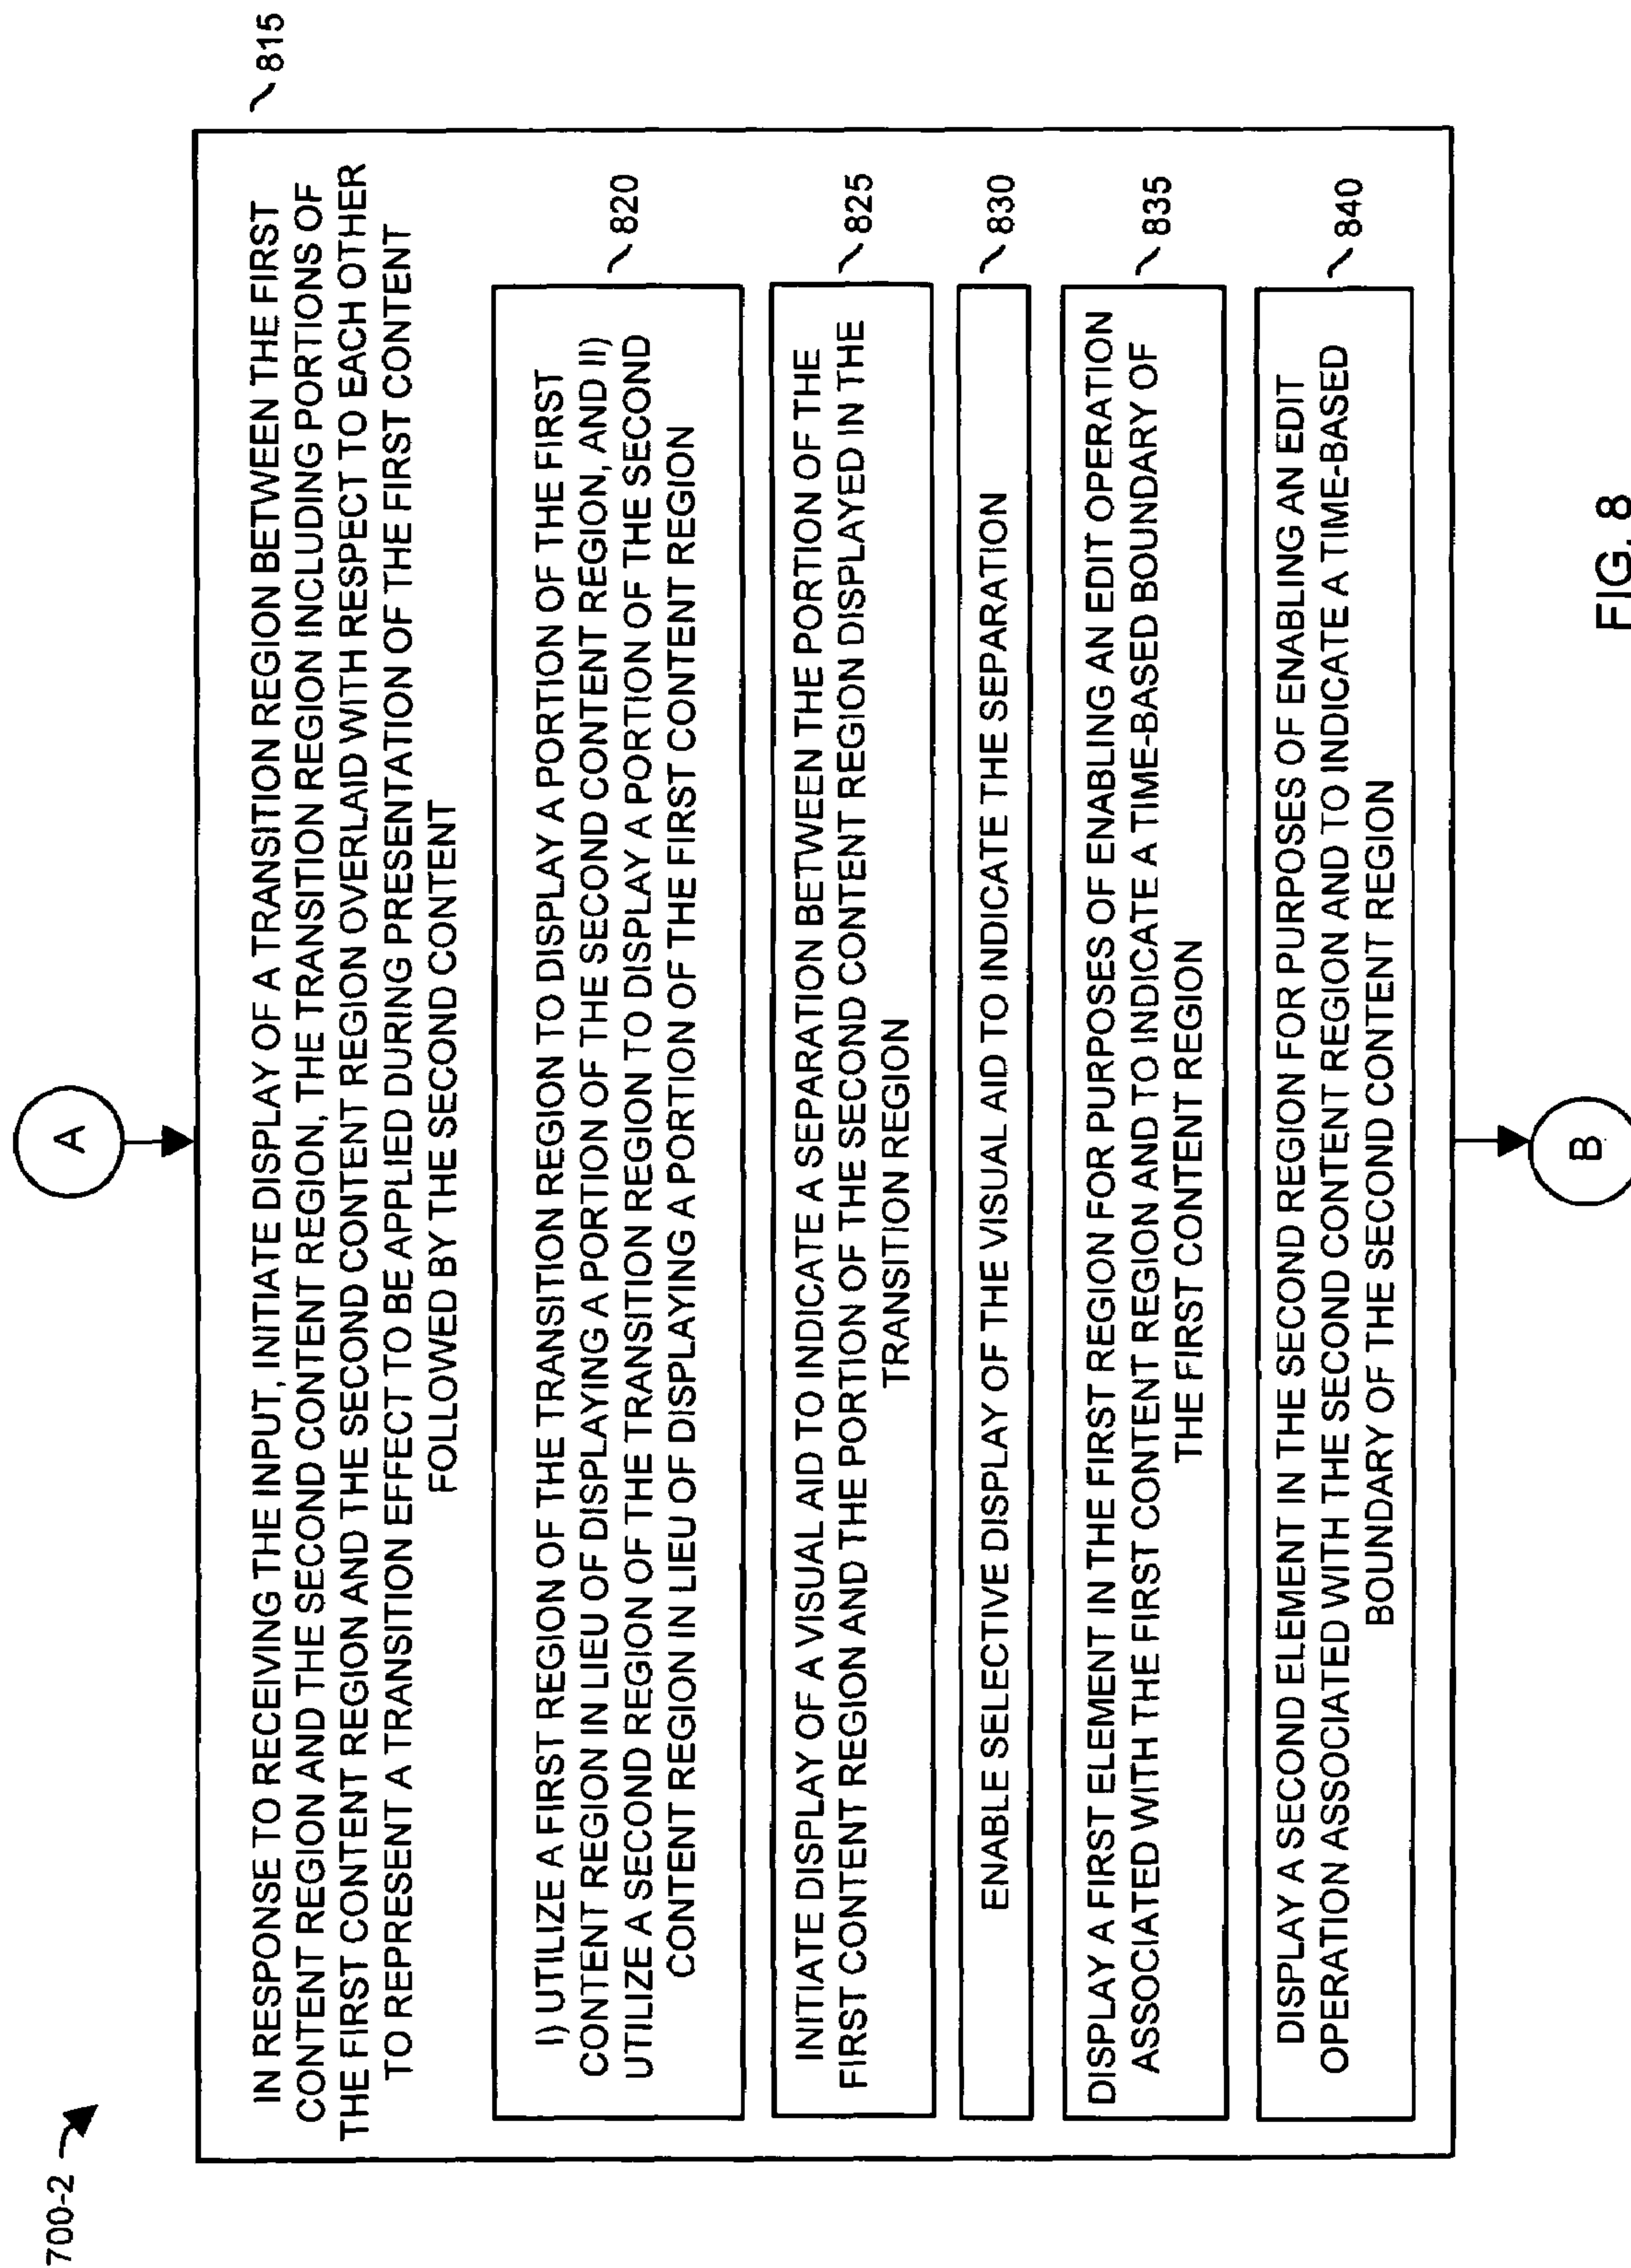 700-2
A
815
IN RESPONSE TO RECEIVING THE INPUT, INITIATE DISPLAY OF A TRANSITION REGION BETWEEN THE FIRST
CONTENT REGION AND THE SECOND CONTENT REGION, THE TRANSITION REGION INCLUDING PORTIONS OF
THE FIRST CONTENT REGION AND THE SECOND CONTENT REGION OVERLAID WITH RESPECT TO EACH OTHER
TO REPRESENT A TRANSITION EFFECT TO BE APPLIED DURING PRESENTATION OF THE FIRST CONTENT
FOLLOWED BY THE SECOND CONTENT
820
I) UTILIZE A FIRST REGION OF THE TRANSITION REGION TO DISPLAY A PORTION OF THE FIRST
CONTENT REGION IN LIEU OF DISPLAYING A PORTION OF THE SECOND CONTENT REGION, AND II)
UTILIZE A SECOND REGION OF THE TRANSITION REGION TO DISPLAY A PORTION OF THE SECOND
CONTENT REGION IN LIEU OF DISPLAYING A PORTION OF THE FIRST CONTENT REGION
825
INITIATE DISPLAY OF A VISUAL AID TO INDICATE A SEPARATION BETWEEN THE PORTION OF THE
FIRST CONTENT REGION AND THE PORTION OF THE SECOND CONTENT REGION DISPLAYED IN THE
TRANSITION REGION
830
ENABLE SELECTIVE DISPLAY OF THE VISUAL AID TO INDICATE THE SEPARATION
835
DISPLAY A FIRST ELEMENT IN THE FIRST REGION FOR PURPOSES OF ENABLING AN EDIT OPERATION
ASSOCIATED WITH THE FIRST CONTENT REGION AND TO INDICATE A TIME-BASED BOUNDARY OF
THE FIRST CONTENT REGION
840
DISPLAY A SECOND ELEMENT IN THE SECOND REGION FOR PURPOSES OF ENABLING AN EDIT
OPERATION ASSOCIATED WITH THE SECOND CONTENT REGION AND TO INDICATE A TIME-BASED
BOUNDARY OF THE SECOND CONTENT REGION
B
FIG. 8